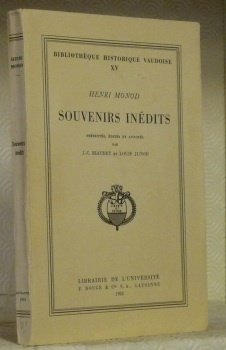 BIBLIOTHÈQUE HISTORIQUE VAUDOISE
XV
HENRI MONOD
SOUVENIRS INÉDITS
PRÉSENTÉS, ÉDITÉS ET ANNOTÉS
PAR
J.-C. BIAUDET ET LOUIS JUNOD
LIBRAIRIE DE L'UNIVERSITÉ
F. ROUGE & Cie S. A., LAUSANNE
1953
Souvenirs
inédits